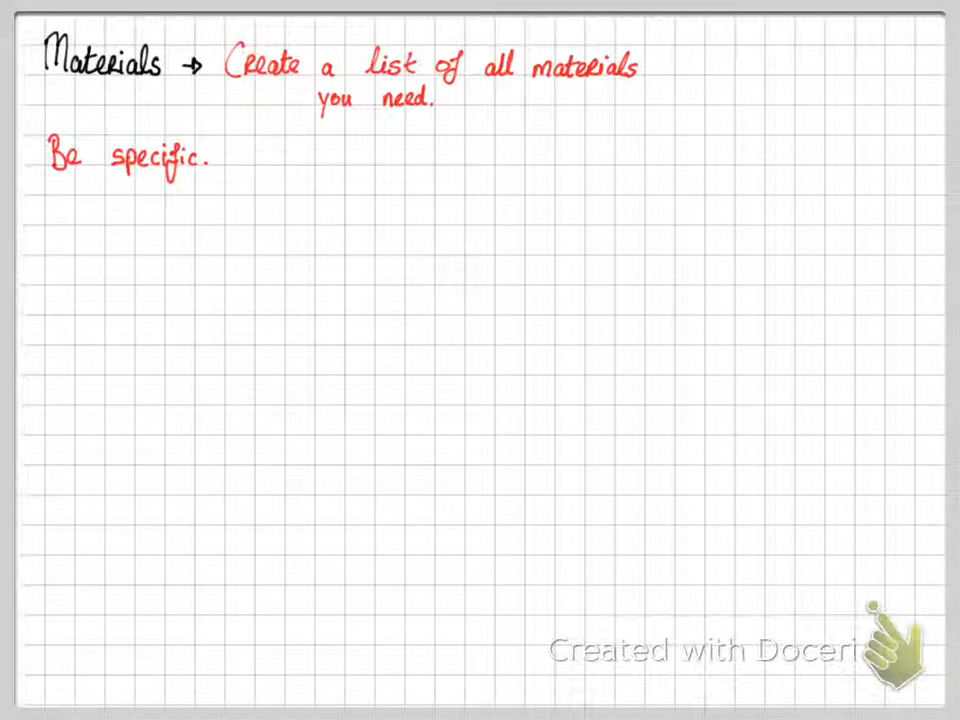 Materials → Create a list of all materials
you need.
Be specific.
Created with Doceri